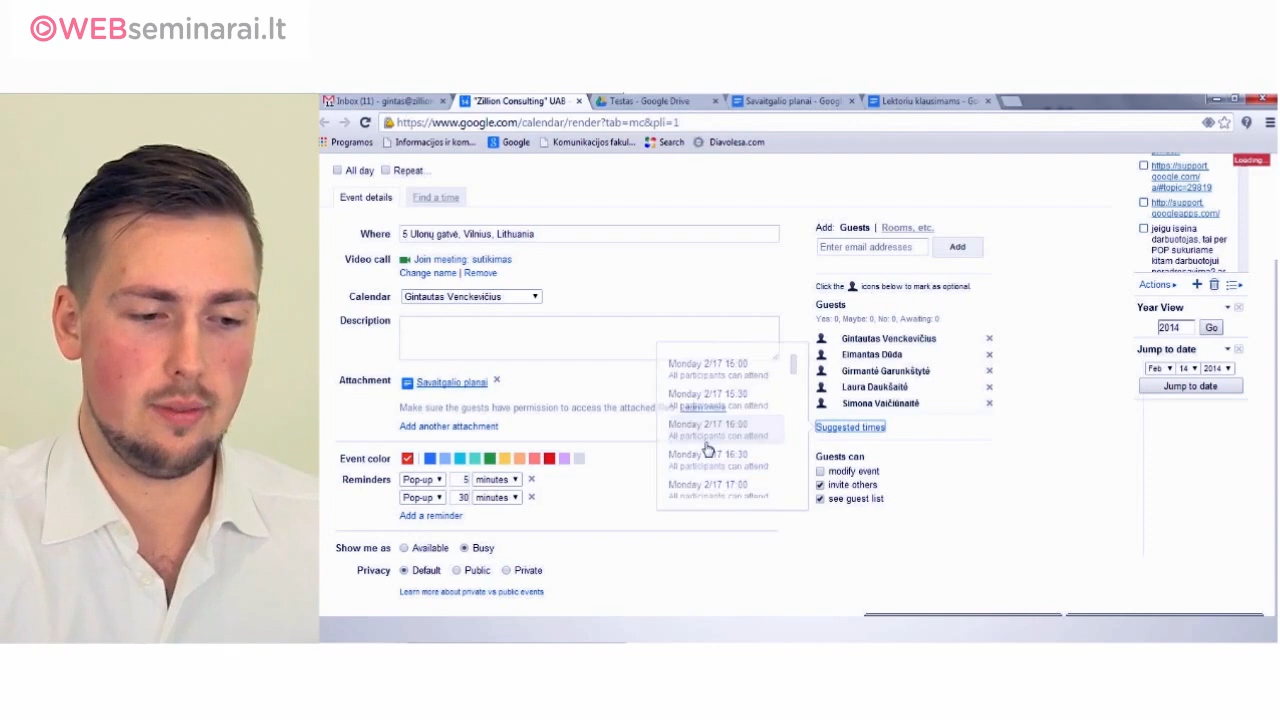 WEBseminarai.lt
Inbox (11) - gintas@zillion
"Zillion Consulting" UAB -
Testas - Google Drive
Savaitgalio planai - Googl
Lektoriu klausimams - Go
https://www.google.com/calendar/render?tab=mc&pli=1
Programos
Informacijos ir kom...
Google
Komunikacijos fakul...
Search
Diavolesa.com
Loading...
All day
Repeat...
Event details
Find a time
Where
5 Ulonų gatvė, Vilnius, Lithuania
Video call
Join meeting: sutikimas
Change name | Remove
Calendar
Gintautas Venckevičius
Description
Attachment
Savaitgalio planai
Make sure the guests have permission to access the attached
Add another attachment
Event color
Reminders
Pop-up 5 minutes
Pop-up 30 minutes
Add a reminder
Show me as
Available
Busy
Privacy
Default
Public
Private
Learn more about private vs public events
Monday 2/17 15:00
All participants can attend
Monday 2/17 15:30
All participants can attend
Monday 2/17 16:00
All participants can attend
Monday 2/17 16:30
All participants can attend
Monday 2/17 17:00
All participants can attend
Add: Guests | Rooms, etc.
Enter email addresses
Add
Click the icons below to mark as optional.
Guests
Yes: 0, Maybe: 0, No: 0, Awaiting: 0
Gintautas Venckevičius
Eimantas Dūda
Girmantė Garunkštytė
Laura Daukšaitė
Simona Vaičiūnaitė
Suggested times
Guests can
modify event
invite others
see guest list
https://support.
google.com/
a/#topic=29819
http://support.
googleapps.com/
jeigu iseina
darbuotojas, tai per
POP sukuriame
kitam darbuotojui
Actions
Year View
2014
Go
Jump to date
Feb 14 2014
Jump to date